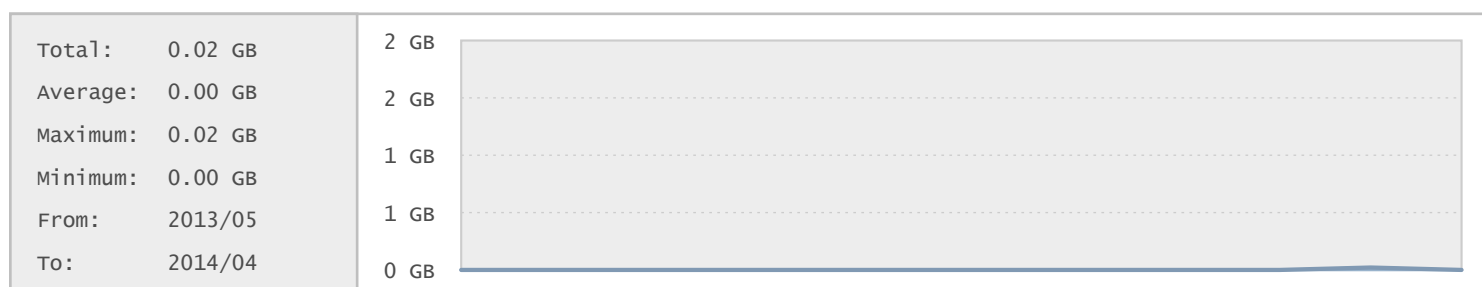 Total: 0.02 GB
Average: 0.00 GB
Maximum: 0.02 GB
Minimum: 0.00 GB
From: 2013/05
To: 2014/04
2 GB
2 GB
1 GB
1 GB
0 GB